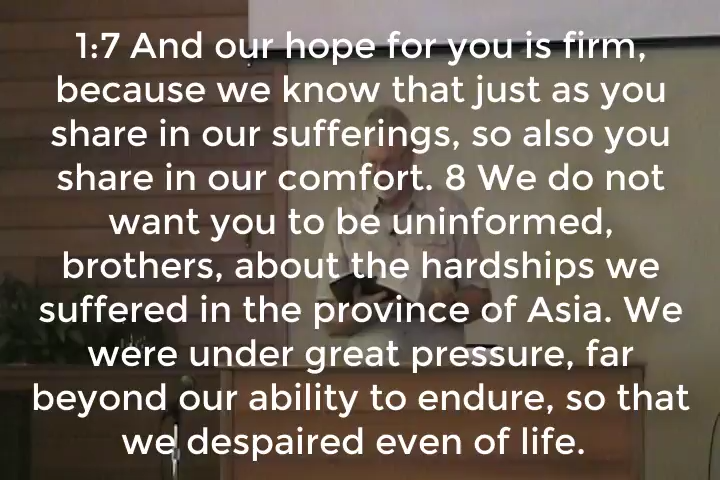 1:7 And our hope for you is firm,
because we know that just as you
share in our sufferings, so also you
share in our comfort. 8 We do not
want you to be uninformed,
brothers, about the hardships we
suffered in the province of Asia. We
were under great pressure, far
beyond our ability to endure, so that
we despaired even of life.